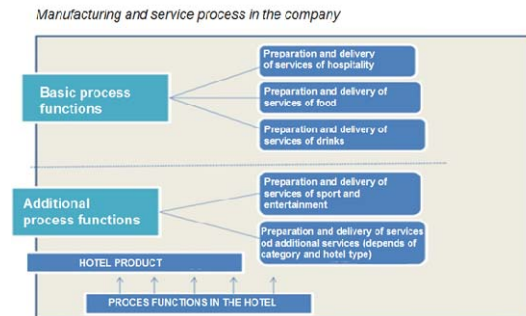 Manufacturing and service process in the company
Basic process
functions
Preparation and delivery
of services of hospitality
Preparation and delivery of
services of food
Preparation and delivery of
services of drinks
Additional
process functions
Preparation and delivery of
services of sport and
entertainment
Preparation and delivery of services
od additional services (depends of
category and hotel type)
HOTEL PRODUCT
PROCES FUNCTIONS IN THE HOTEL